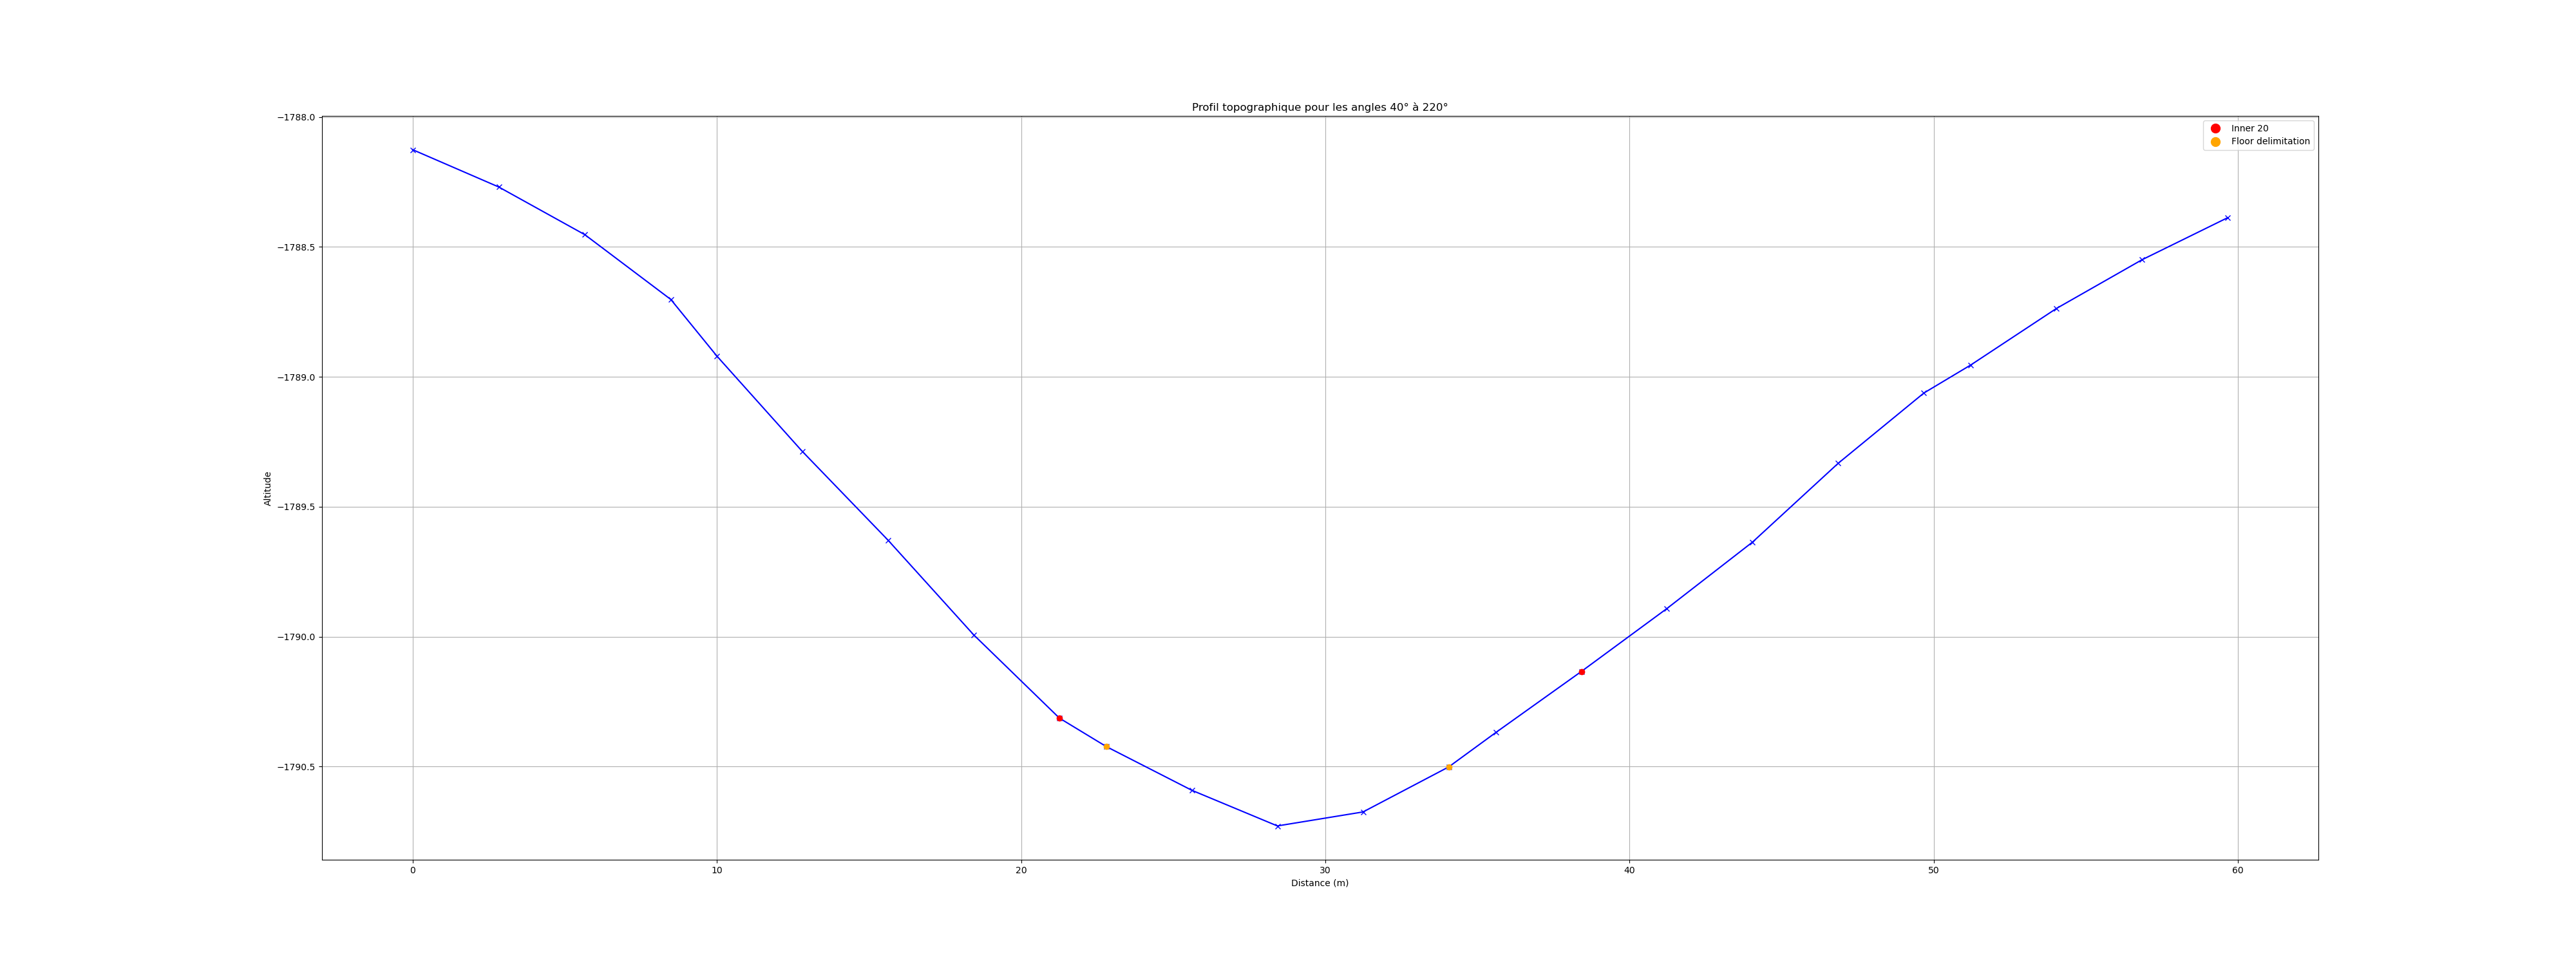 Profil topographique pour les angles 40° à 220°
Inner 20
Floor delimitation
−1788.0
−1788.5
−1789.0
−1789.5
−1790.0
−1790.5
Altitude
0 10 20 30 40 50 60
Distance (m)